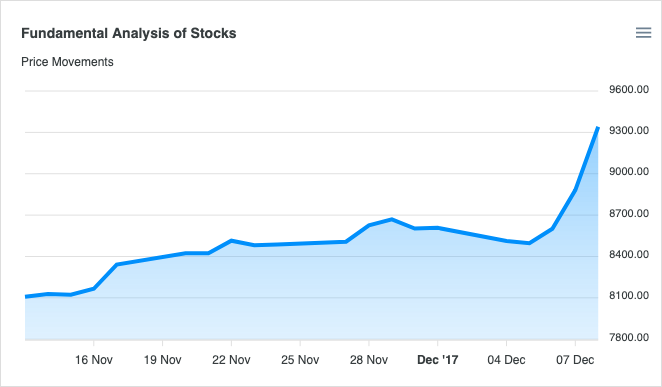 Fundamental Analysis of Stocks
Price Movements
9600.00
9300.00
9000.00
8700.00
8400.00
8100.00
7800.00
16 Nov 19 Nov 22 Nov 25 Nov 28 Nov Dec '17 04 Dec 07 Dec